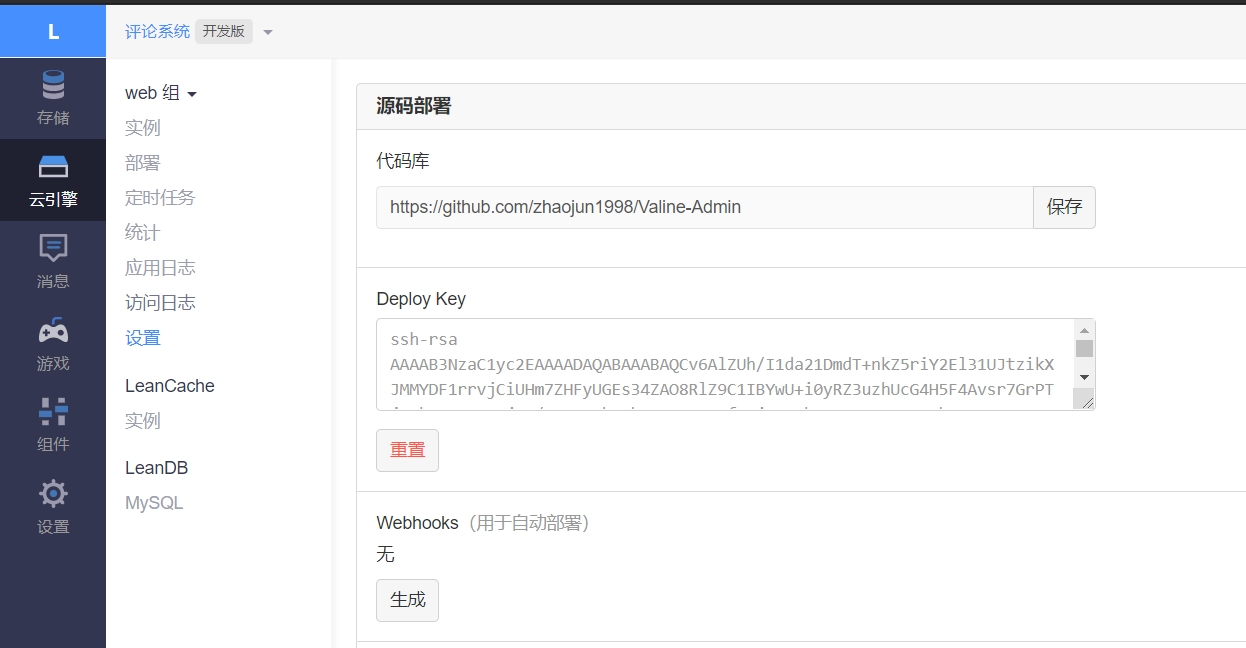 L
评论系统 开发版
存储
云引擎
消息
游戏
组件
设置
web 组
实例
部署
定时任务
统计
应用日志
访问日志
设置
LeanCache
实例
LeanDB
MySQL
源码部署
代码库
https://github.com/zhaojun1998/Valine-Admin
保存
Deploy Key
ssh-rsa
AAAAB3NzaC1yc2EAAAADAQABAAABAQCv6AlZUh/I1da21DmdT+nkZ5riY2El31UJtzikX
JMMYDF1rrvjCiUHm7ZHFyUGEs34ZAO8RlZ9C1IBYwU+i0yRZ3uzhUcG4H5F4Avsr7GrPT
重置
Webhooks（用于自动部署）
无
生成